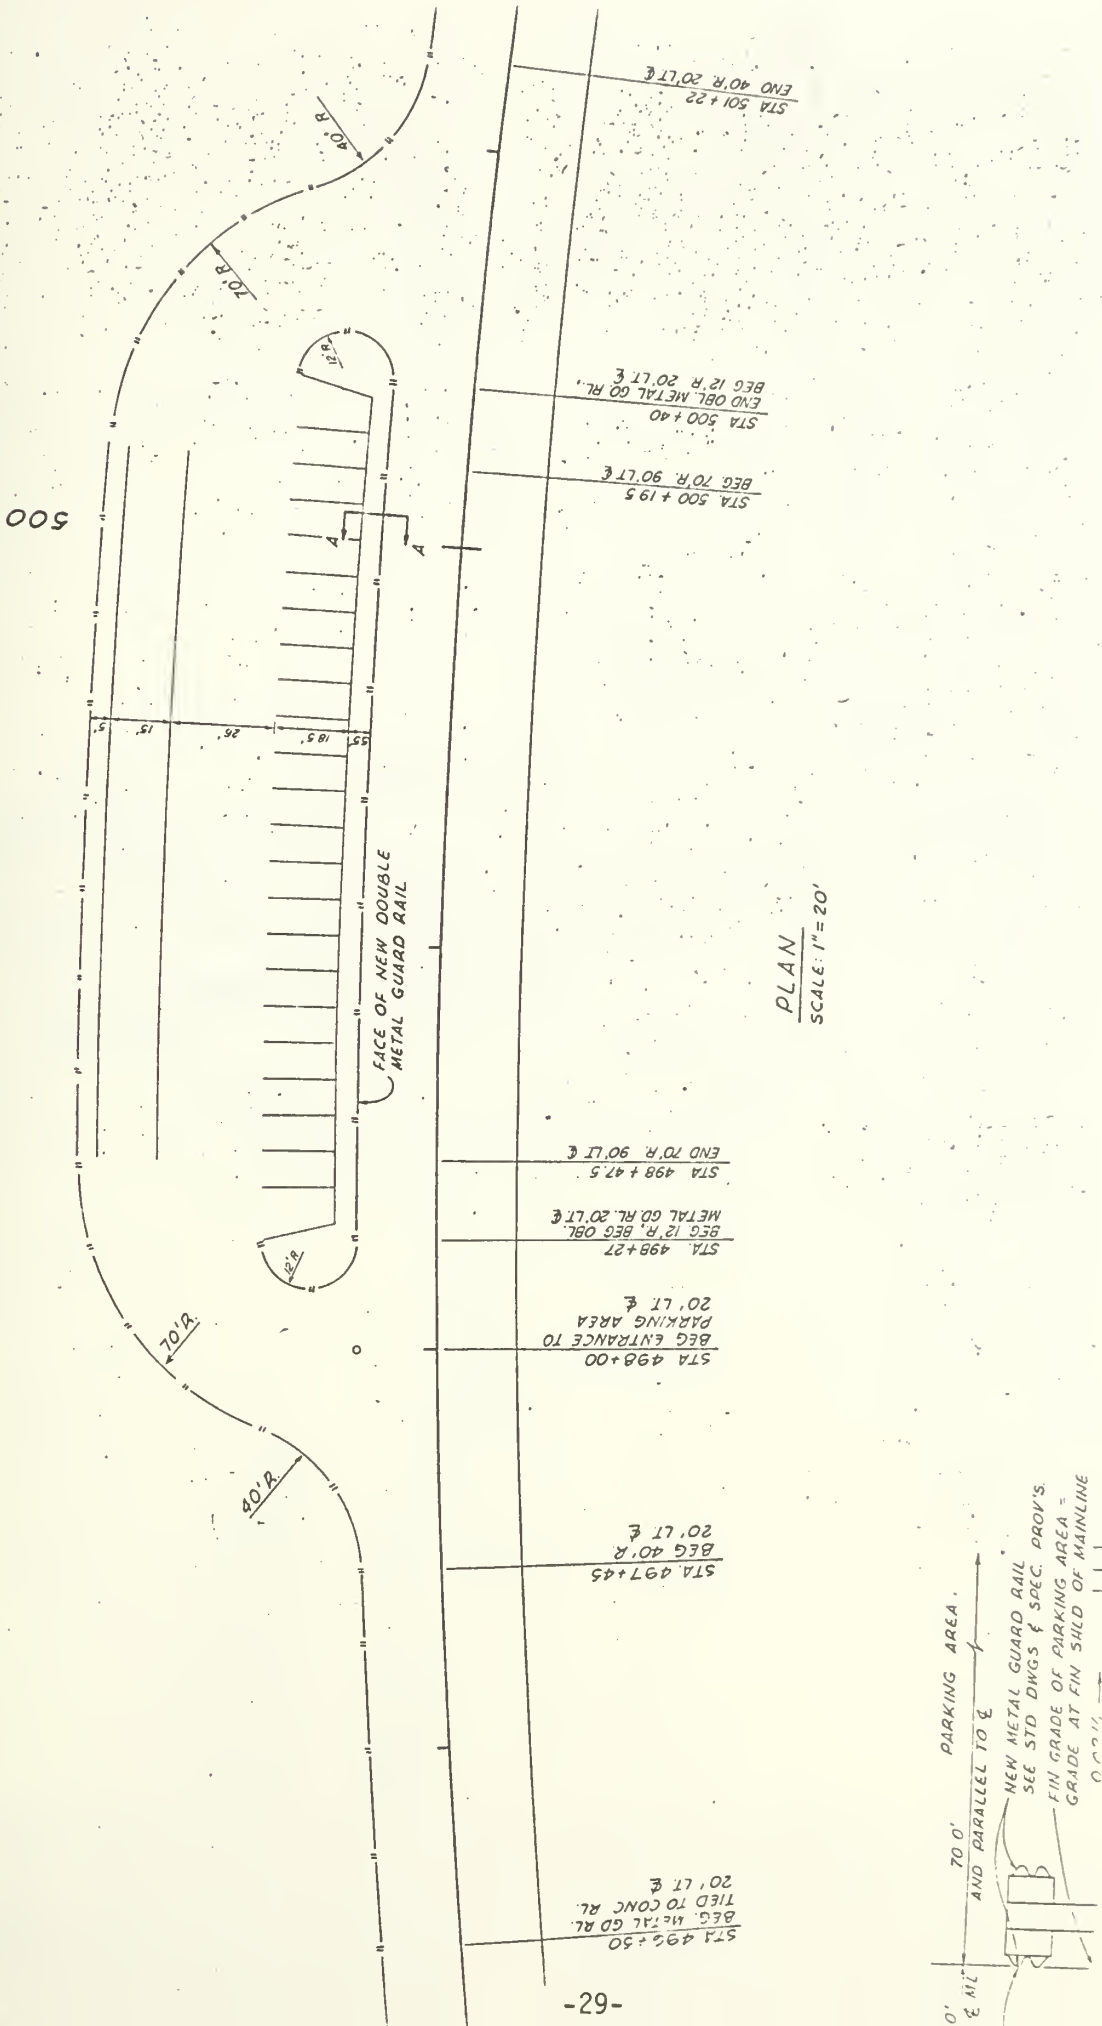 40' R
70' R
12' R
500
A
A
5'
15'
26'
18.5'
5.5'
FACE OF NEW DOUBLE
METAL GUARD RAIL
12' R
70' R.
40' R.
STA 501 + 22
END 40' R 20' LT ℄
STA 500 + 40
END DBL. METAL GD RL.,
BEG 12' R 20' LT. ℄
STA. 500 + 19.5
BEG. 70' R. 90' LT ℄
PLAN
SCALE: 1" = 20'
STA 498 + 47.5
END 70' R. 90' LT ℄
STA. 498+27
BEG. 12' R, BEG DBL.
METAL GD. RL. 20' LT ℄
STA 498+00
BEG ENTRANCE TO
PARKING AREA
20' LT. ℄
STA. 497+45
BEG 40' R.
20' LT ℄
STA 496+50
BEG. METAL GD RL.
TIED TO CONC RL.
20' LT. ℄
70 0' PARKING AREA.
AND PARALLEL TO ℄
NEW METAL GUARD RAIL
SEE STD DWGS & SPEC. PROV'S.
FIN GRADE OF PARKING AREA =
GRADE AT FIN SHLD OF MAINLINE
0'
℄ ML
-29-